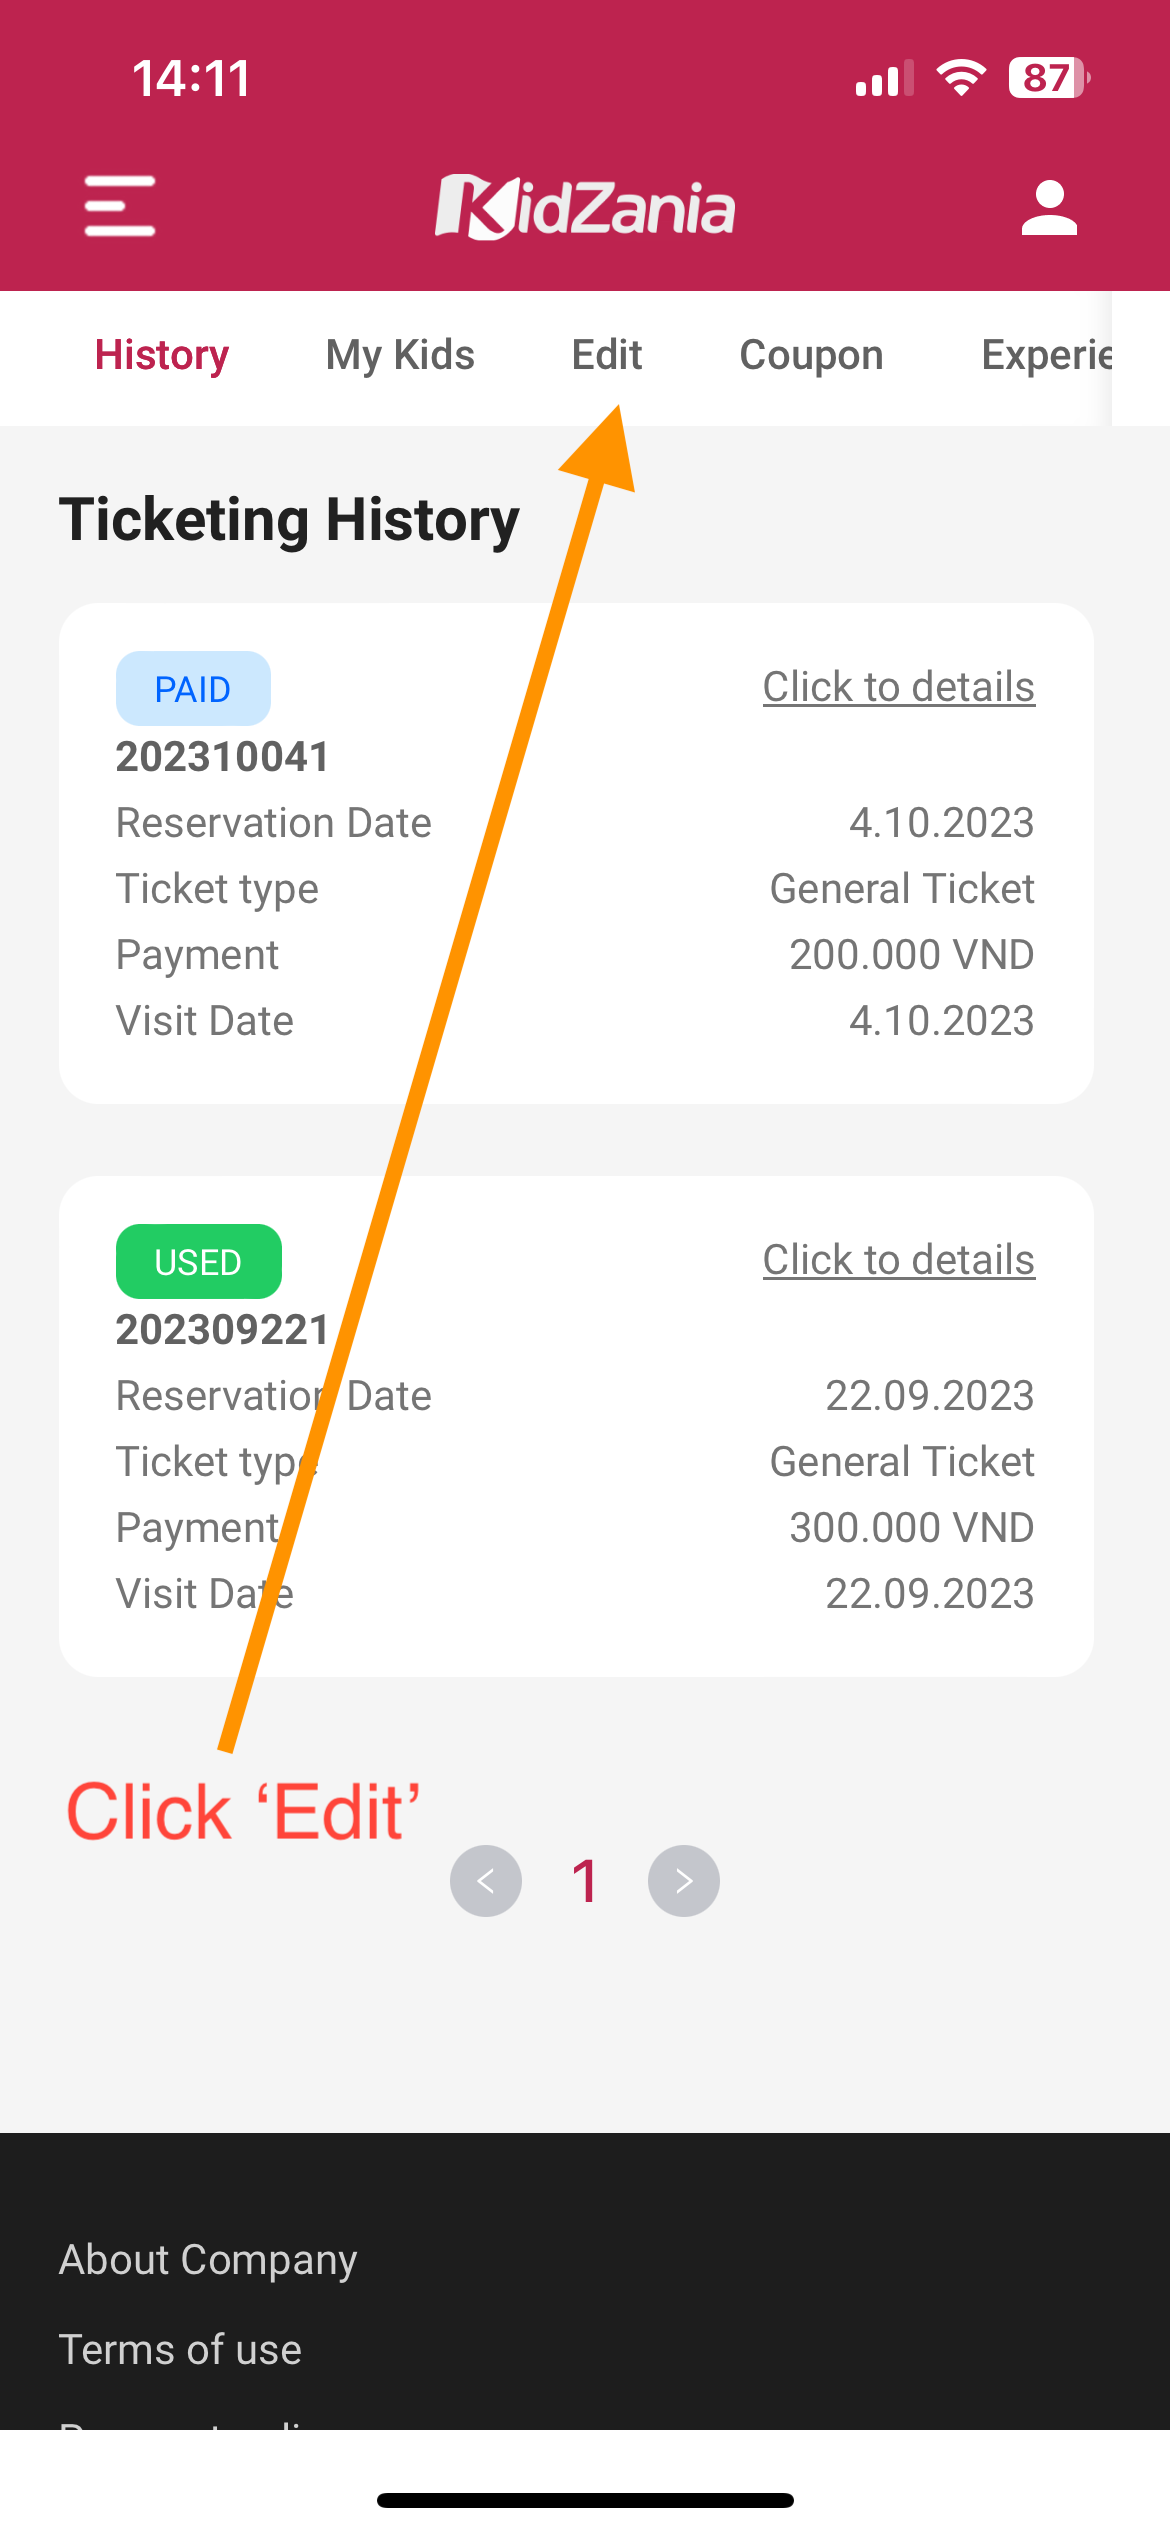 14:11
87
KidZania
History My Kids Edit Coupon Experie
Ticketing History
PAID Click to details
202310041
Reservation Date 4.10.2023
Ticket type General Ticket
Payment 200.000 VND
Visit Date 4.10.2023
USED Click to details
202309221
Reservation Date 22.09.2023
Ticket type General Ticket
Payment 300.000 VND
Visit Date 22.09.2023
Click ‘Edit’
< 1 >
About Company
Terms of use